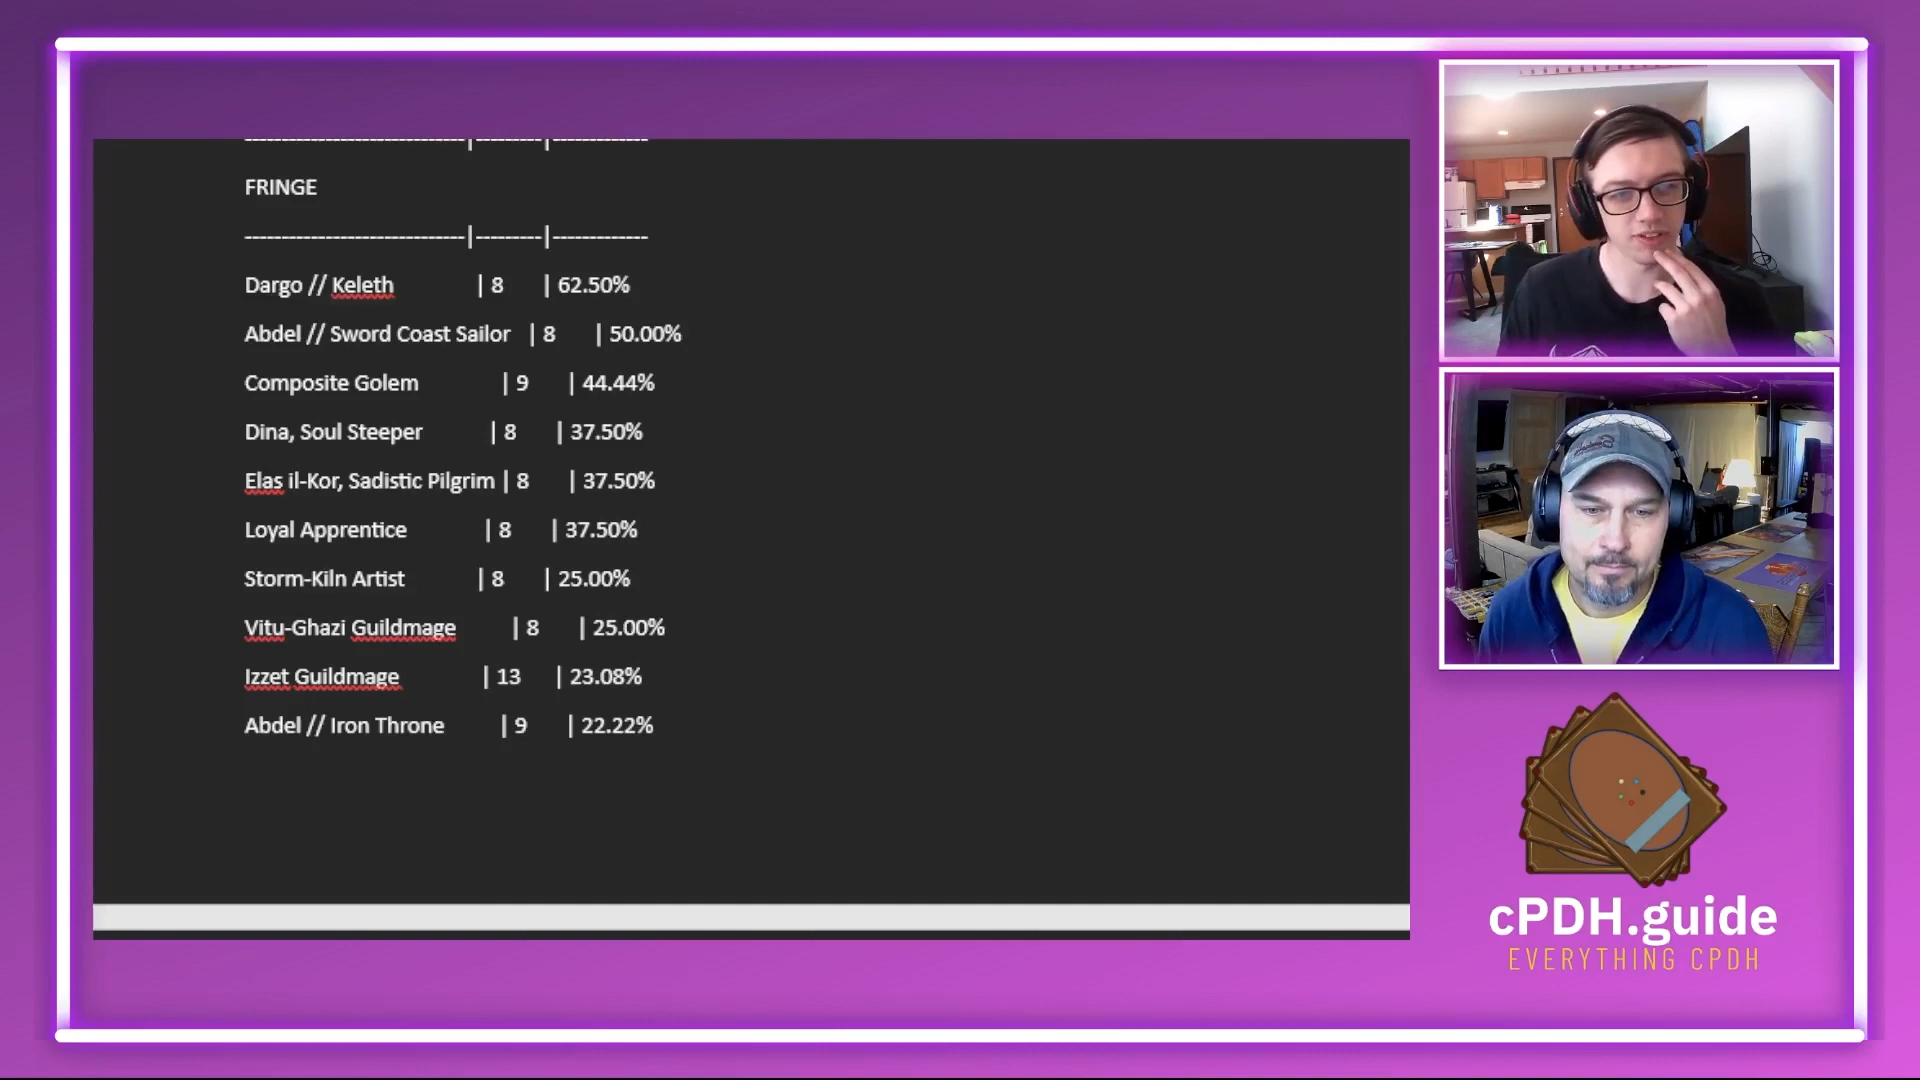 FRINGE
Dargo // Keleth | 8 | 62.50%
Abdel // Sword Coast Sailor | 8 | 50.00%
Composite Golem | 9 | 44.44%
Dina, Soul Steeper | 8 | 37.50%
Elas il-Kor, Sadistic Pilgrim | 8 | 37.50%
Loyal Apprentice | 8 | 37.50%
Storm-Kiln Artist | 8 | 25.00%
Vitu-Ghazi Guildmage | 8 | 25.00%
Izzet Guildmage | 13 | 23.08%
Abdel // Iron Throne | 9 | 22.22%
cPDH.guide
EVERYTHING CPDH